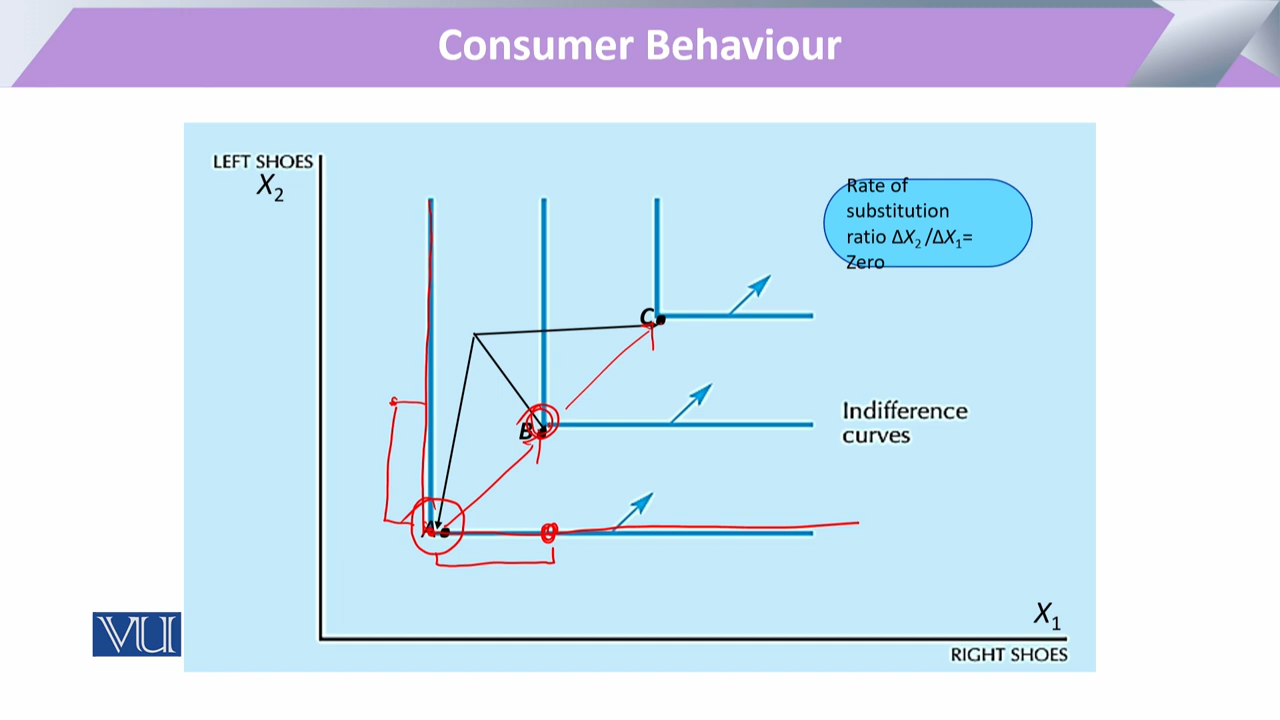 Consumer Behaviour
LEFT SHOES
X₂
Rate of
substitution
ratio ΔX₂ /ΔX₁=
Zero
C
B
A
Indifference
curves
X₁
RIGHT SHOES
VU